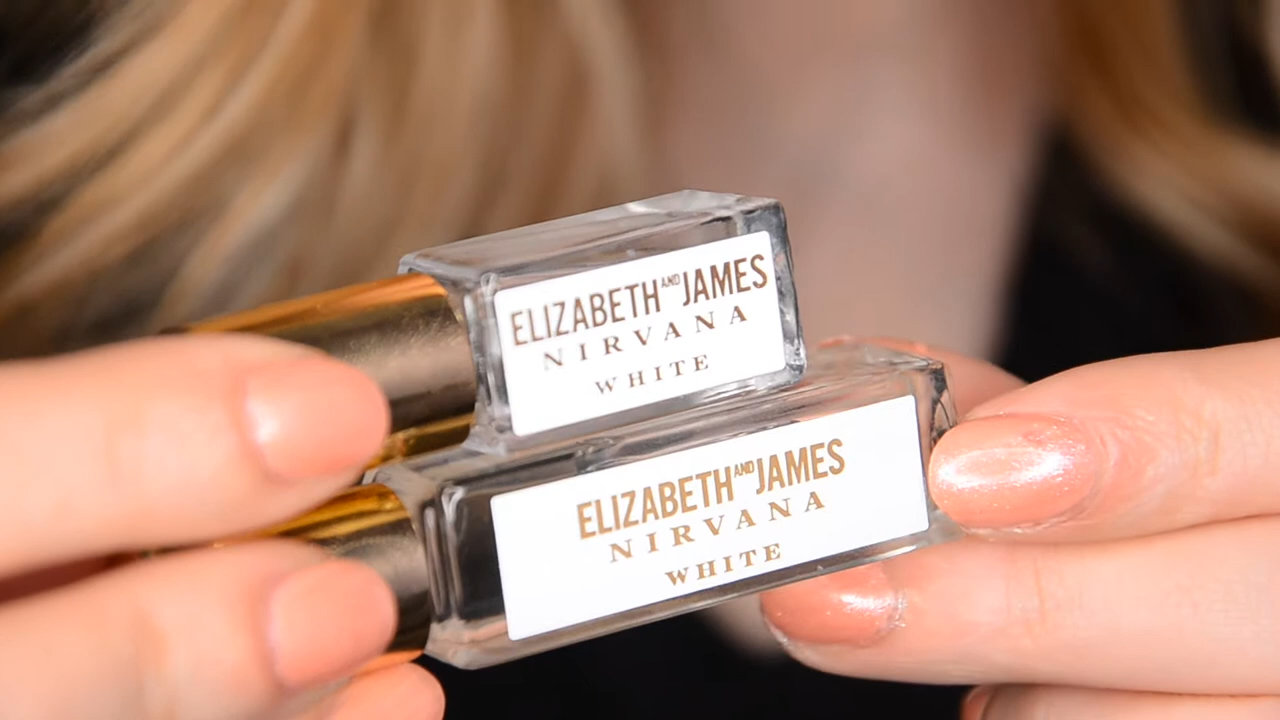 ELIZABETH AND JAMES
NIRVANA
WHITE
ELIZABETH AND JAMES
NIRVANA
WHITE